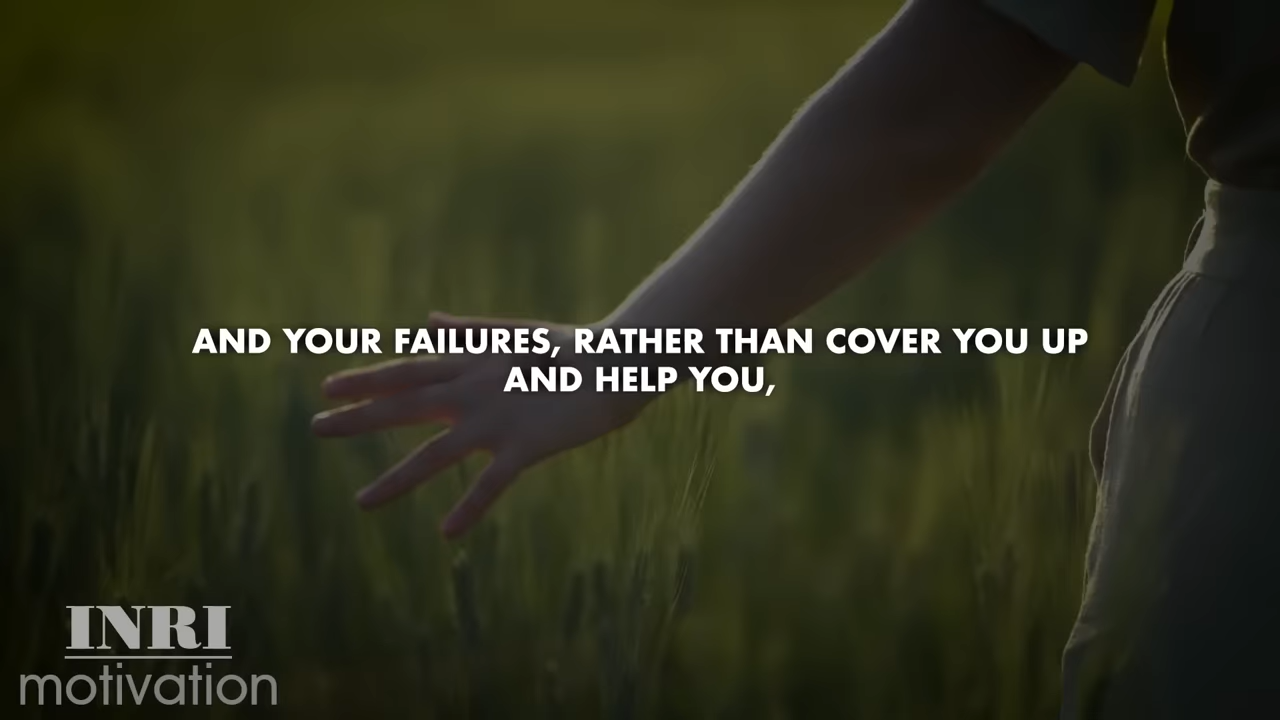 AND YOUR FAILURES, RATHER THAN COVER YOU UP
AND HELP YOU,
INRI
motivation